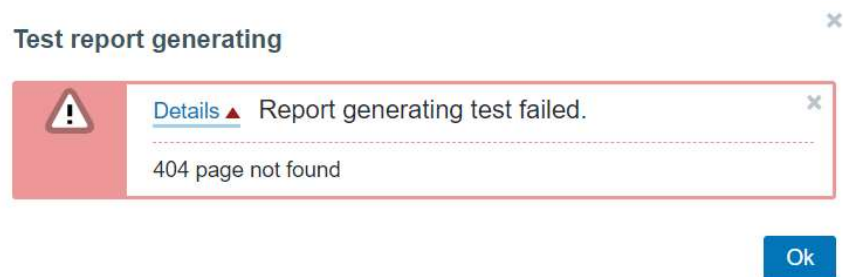 Test report generating
Details Report generating test failed.
404 page not found
Ok